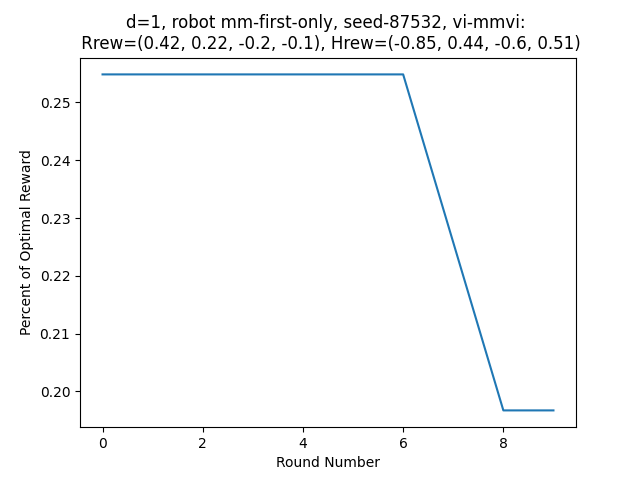 d=1, robot mm-first-only, seed-87532, vi-mmvi:
Rrew=(0.42, 0.22, -0.2, -0.1), Hrew=(-0.85, 0.44, -0.6, 0.51)
0.25
0.24
0.23
0.22
0.21
0.20
Percent of Optimal Reward
0 2 4 6 8
Round Number